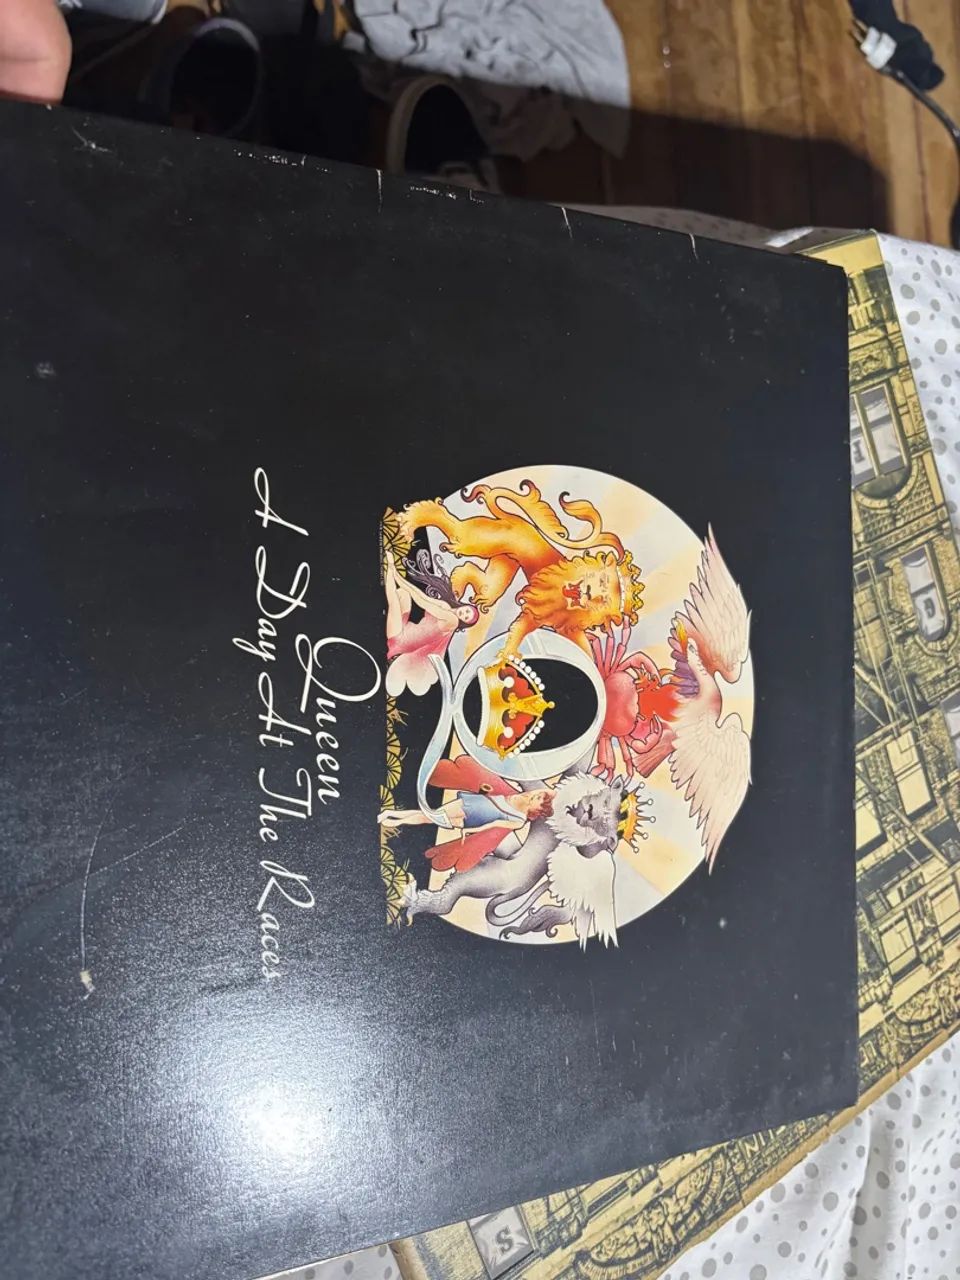 Queen
A Day At The Races
S